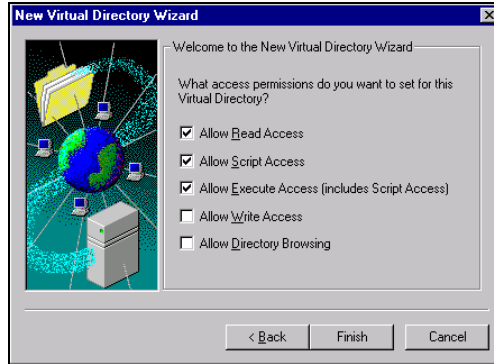 New Virtual Directory Wizard
Welcome to the New Virtual Directory Wizard
What access permissions do you want to set for this
Virtual Directory?
Allow Read Access
Allow Script Access
Allow Execute Access (includes Script Access)
Allow Write Access
Allow Directory Browsing
< Back
Finish
Cancel